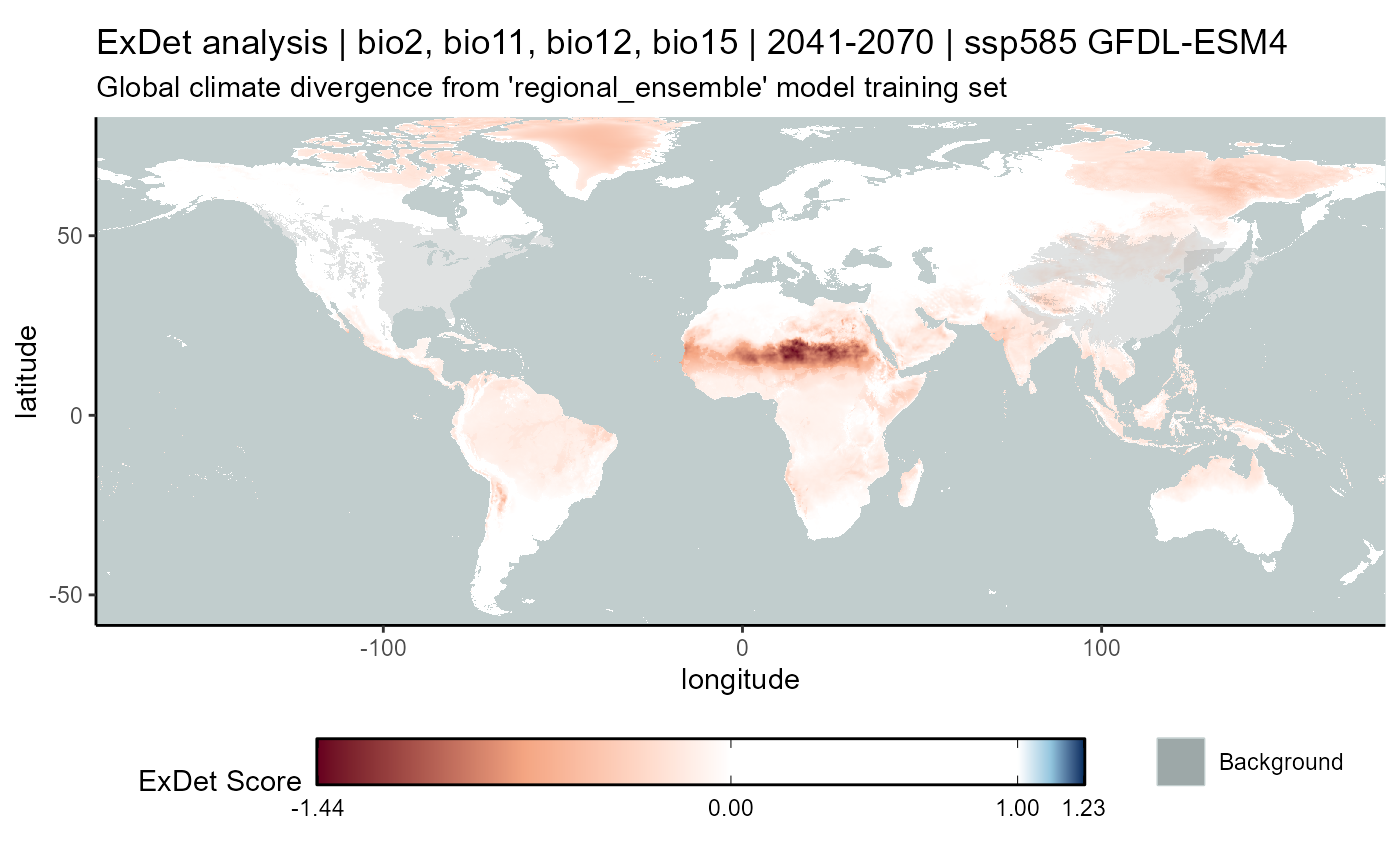 ExDet analysis | bio2, bio11, bio12, bio15 | 2041-2070 | ssp585 GFDL-ESM4
Global climate divergence from 'regional_ensemble' model training set
latitude
50
0
-50
-100
0
100
longitude
ExDet Score
-1.44
0.00
1.00
1.23
Background